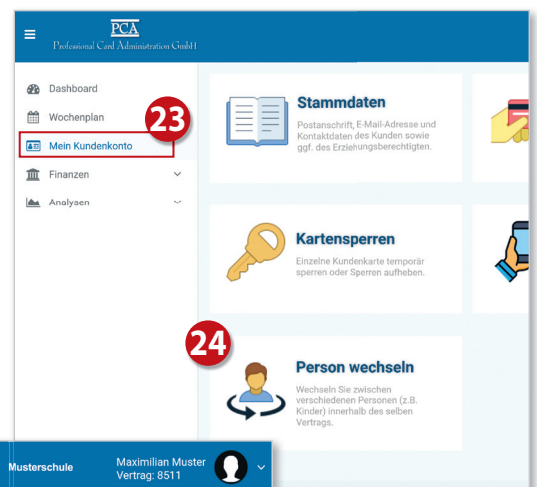 PCA
Professional Card Administration GmbH
Dashboard
Wochenplan
23
Mein Kundenkonto
Finanzen
Analysen
Stammdaten
Postanschrift, E-Mail-Adresse und
Kontaktdaten des Kunden sowie
ggf. des Erziehungsberechtigten.
Kartensperren
Einzelne Kundenkarte temporär
sperren oder Sperren aufheben.
24
Person wechseln
Wechseln Sie zwischen
verschiedenen Personen (z.B.
Kinder) innerhalb des selben
Vertrags.
Musterschule
Maximilian Muster
Vertrag: 8511